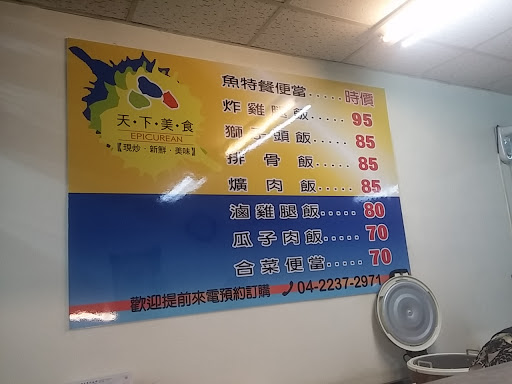 天•下•美•食
EPICUREAN
【現炒•新鮮•美味】
魚特餐便當.....時價
炸雞腿飯.....95
獅子頭飯.....85
排骨飯.....85
爌肉飯.....85
滷雞腿飯.....80
瓜子肉飯.....70
合菜便當.....70
歡迎提前來電預約訂購 04-2237-2971